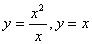 y = x²/x, y = x